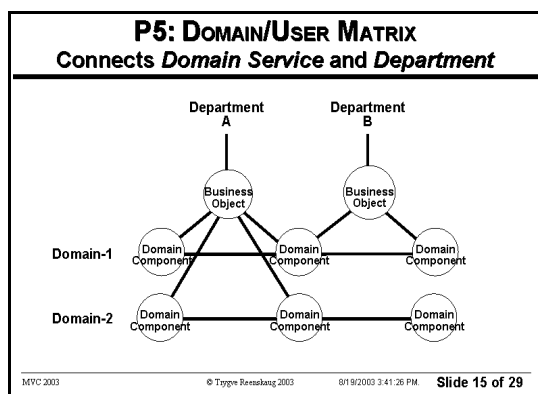 P5: DOMAIN/USER MATRIX
Connects Domain Service and Department
Department
A
Department
B
Business
Object
Business
Object
Domain-1
Domain
Component
Domain
Component
Domain
Component
Domain-2
Domain
Component
Domain
Component
Domain
Component
MVC 2003
© Trygve Reenskaug 2003
8/19/2003 3:41:26 PM.
Slide 15 of 29